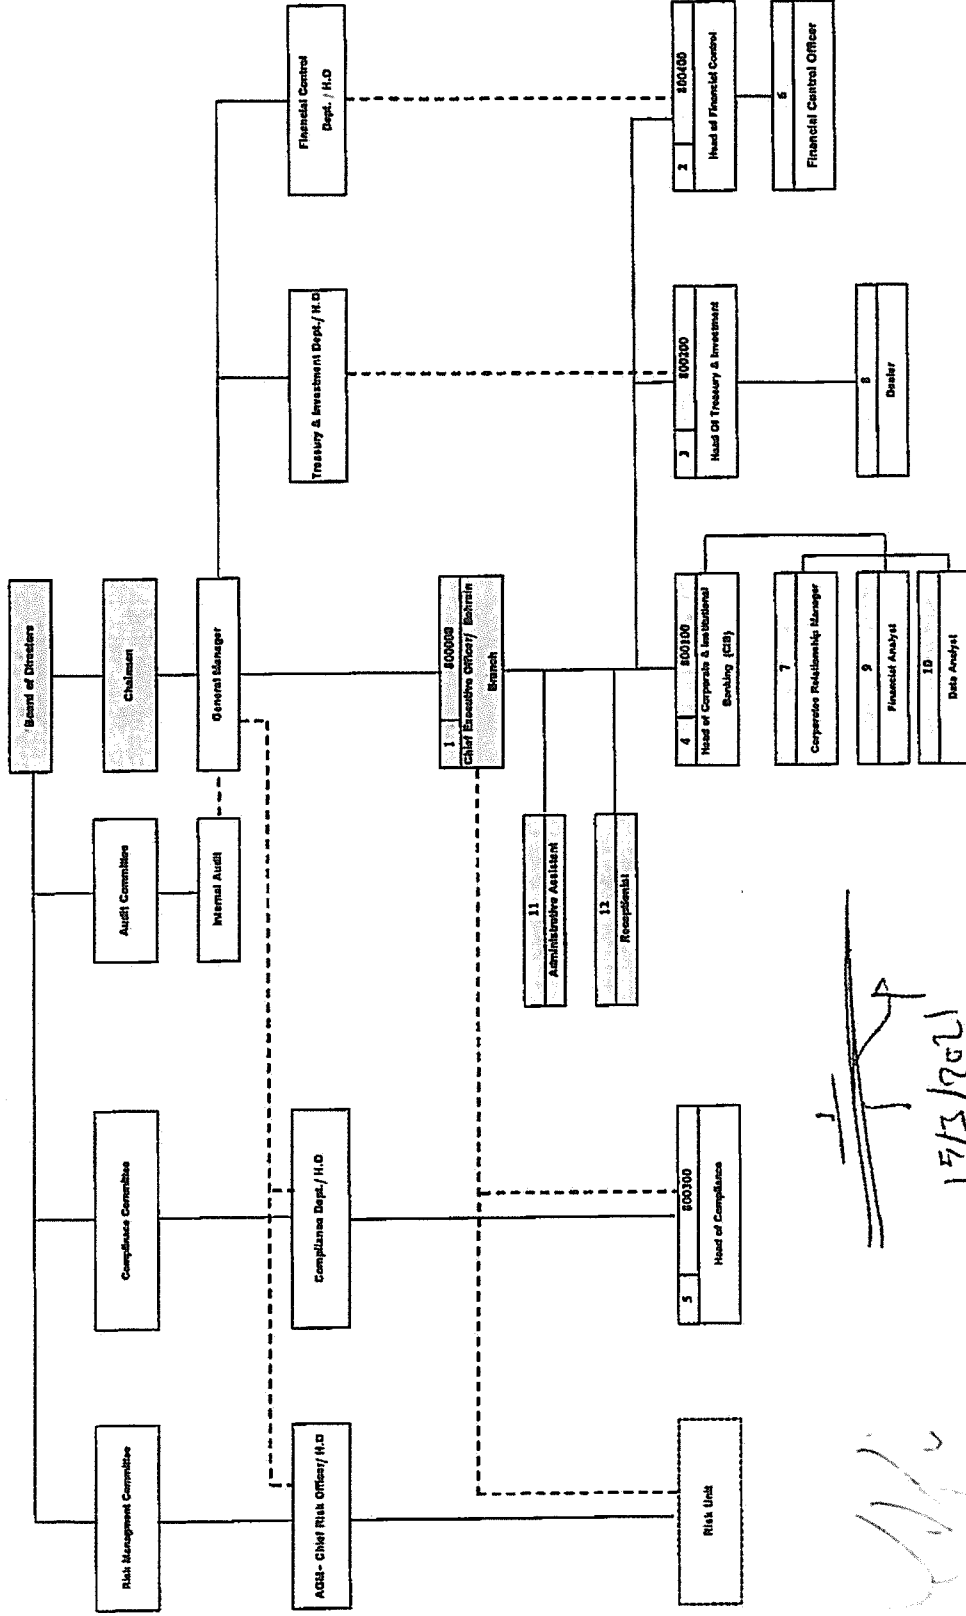 Board of Directors
Chairman
General Manager
Audit Committee
Internal Audit
Compliance Committee
Risk Managment Committee
Financial Control
Dept. / H.O
Treasury & Investment Dept./ H.O
Compliance Dept./ H.O
AGM - Chief Risk Officer/ H.O
1
Chief Executive Officer/ Bahrain
Branch
11
Administrative Assistant
12
Receptionist
5 800300
Head of Compliance
Risk Unit
4 800100
Head of Corporate & Institutional
Banking (CIB)
7
Corporates Relationship Manager
9
Financial Analyst
10
Data Analyst
3 800200
Head Of Treasury & Investment
8
Dealer
2 800400
Head of Financial Control
6
Financial Control Officer
15/3/2021